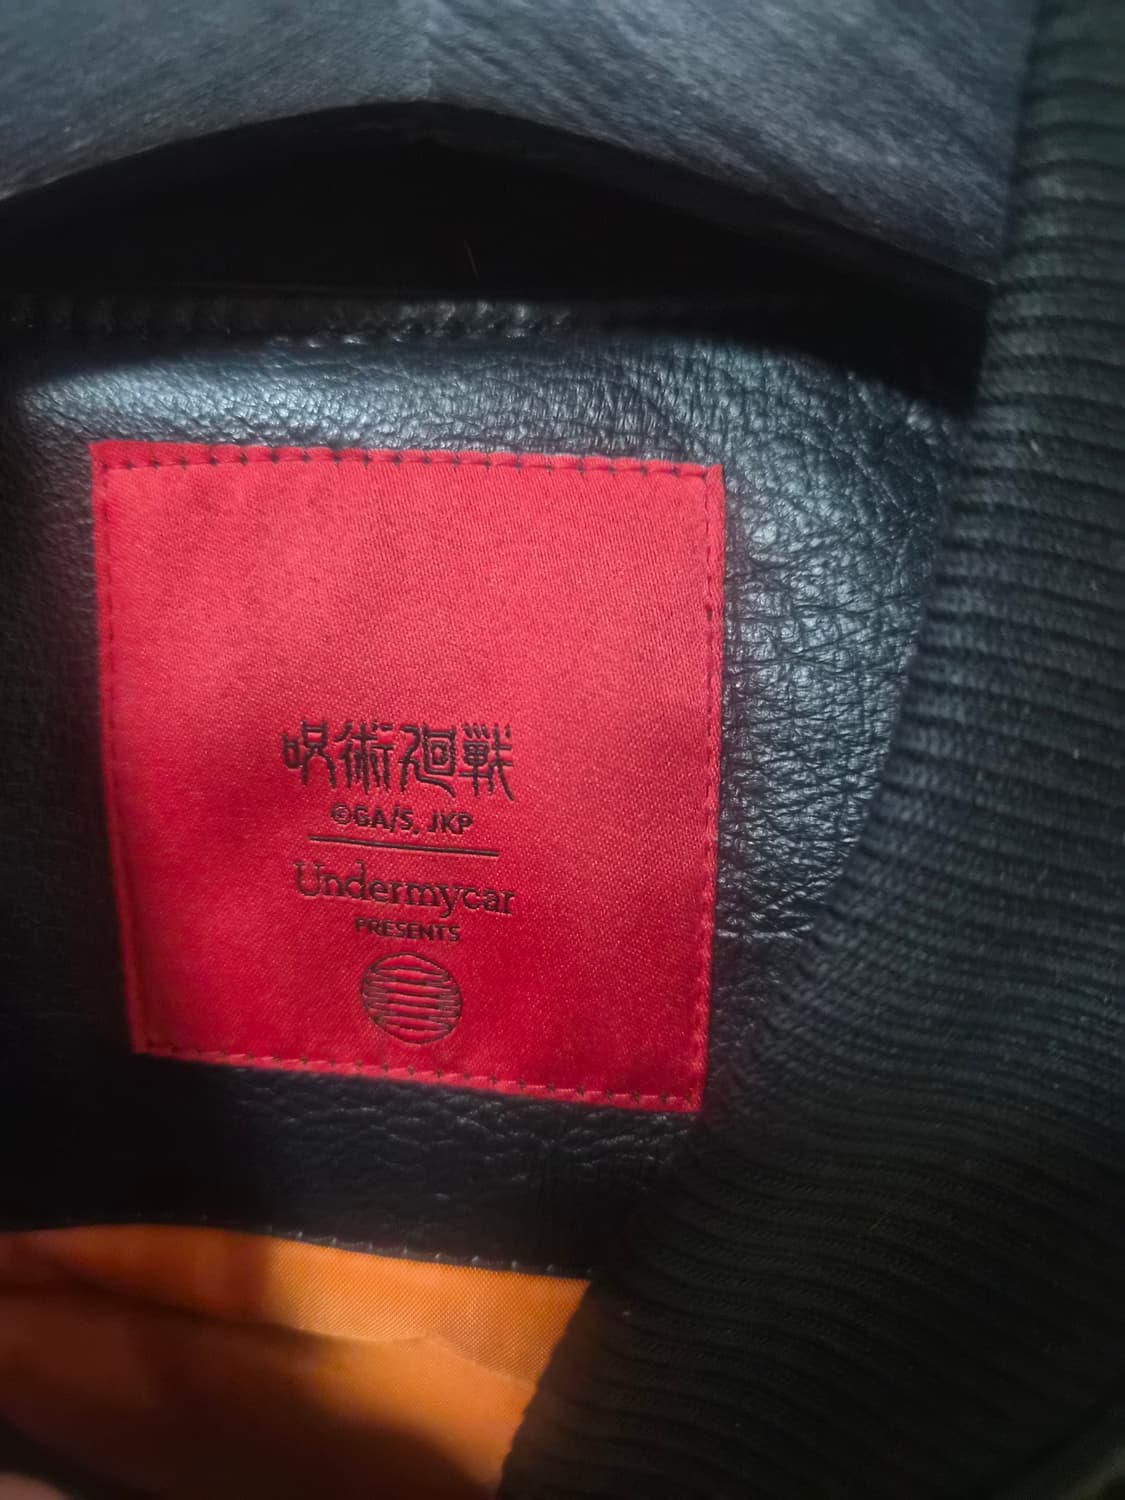 呪術廻戦
©GA/S, JKP
Undermycar
PRESENTS